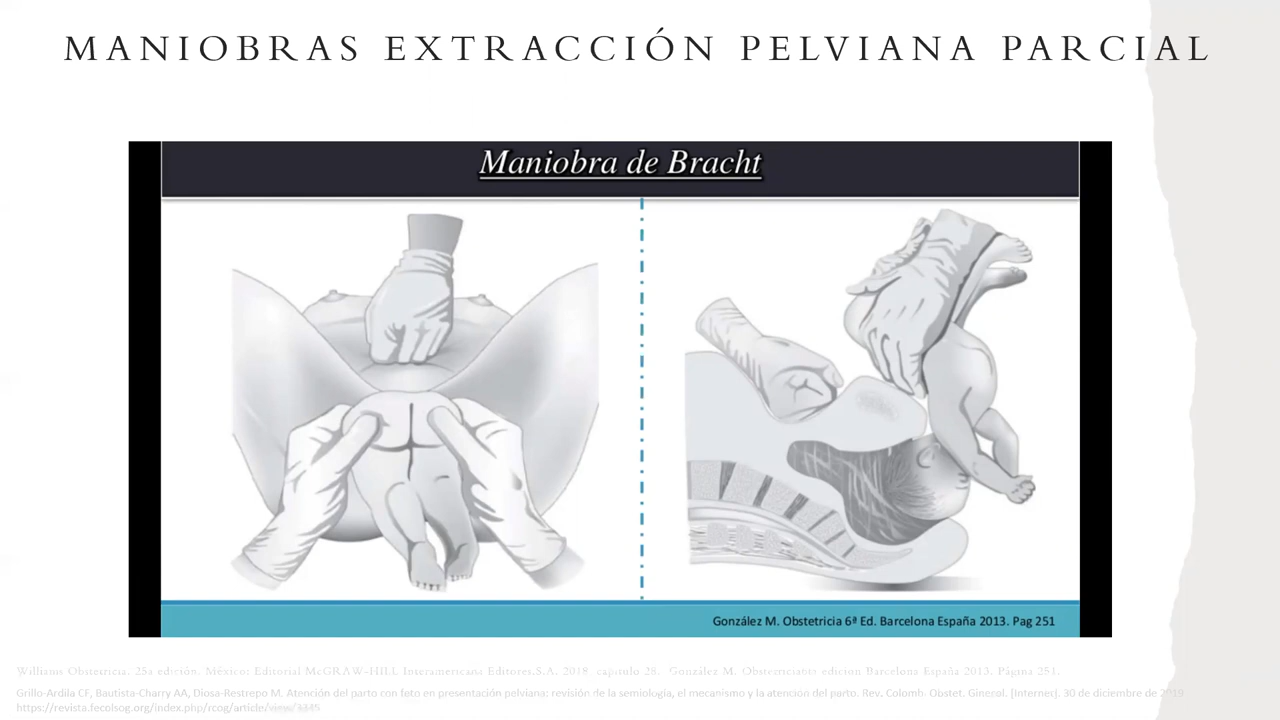 MANIOBRAS EXTRACCIÓN PELVIANA PARCIAL
Maniobra de Bracht
González M. Obstetricia 6ª Ed. Barcelona España 2013. Pag 251
Williams Obstetricia. 25a edición. México: Editorial McGRAW-HILL Interamericana Editores,S.A. 2018. capitulo 28. González M. edicion Barcelona España 2013. Página 251.
Grillo-Ardila CF, Bautista-Charry AA, Diosa-Restrepo M. Atención del parto con feto en presentación pelviana: revisión de la semiología, el mecanismo y la atención del parto. Rev. Colomb. Obstet. Ginecol. [Internet]. 30 de diciembre de
https://revista.fecolsog.org/index.php/rcog/article/view/